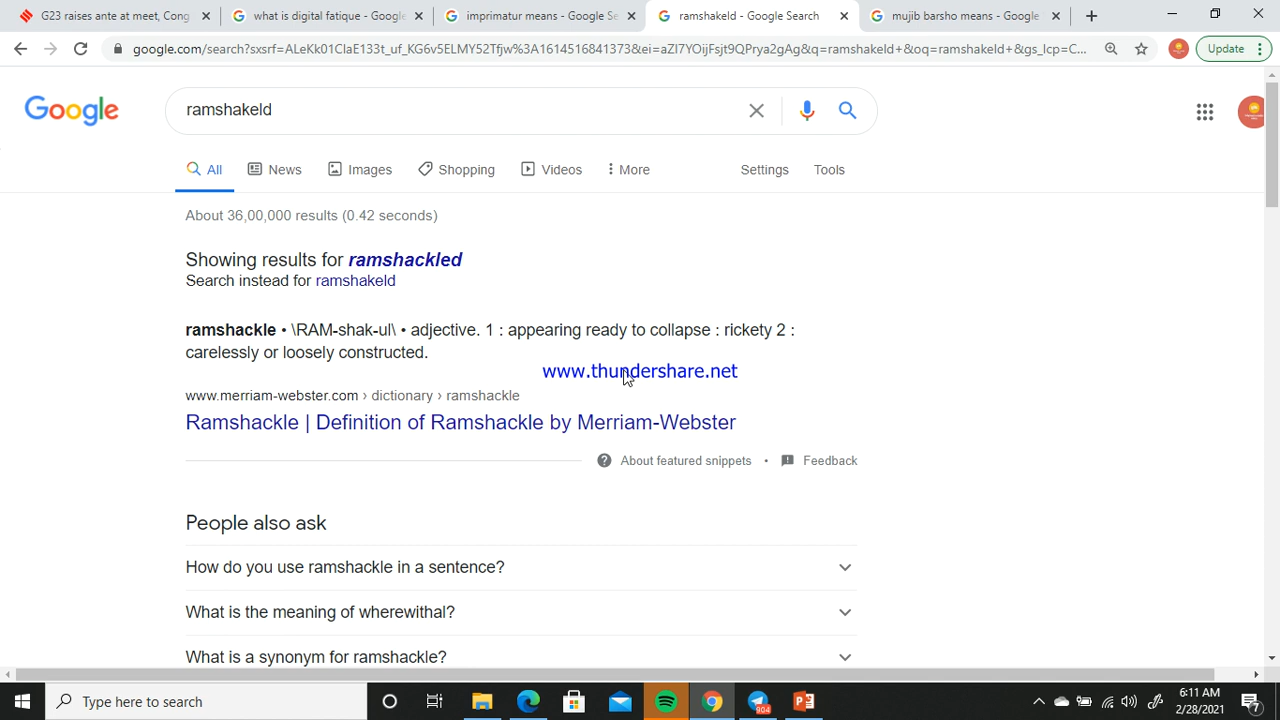 G23 raises ante at meet, Cong
what is digital fatique - Google
imprimatur means - Google Se
ramshakeld - Google Search
mujib barsho means - Google
google.com/search?sxsrf=ALeKk01ClaE133t_uf_KG6v5ELMY52Tfjw%3A1614516841373&ei=aZI7YOijFsjt9QPrya2gAg&q=ramshakeld+&oq=ramshakeld+&gs_lcp=C...
Update
Google
ramshakeld
All
News
Images
Shopping
Videos
More
Settings
Tools
About 36,00,000 results (0.42 seconds)
Showing results for ramshackled
Search instead for ramshakeld
ramshackle • \RAM-shak-ul\ • adjective. 1 : appearing ready to collapse : rickety 2 :
carelessly or loosely constructed.
www.thundershare.net
www.merriam-webster.com › dictionary › ramshackle
Ramshackle | Definition of Ramshackle by Merriam-Webster
About featured snippets • Feedback
People also ask
How do you use ramshackle in a sentence?
What is the meaning of wherewithal?
What is a synonym for ramshackle?
Type here to search
904
6:11 AM
2/28/2021
7